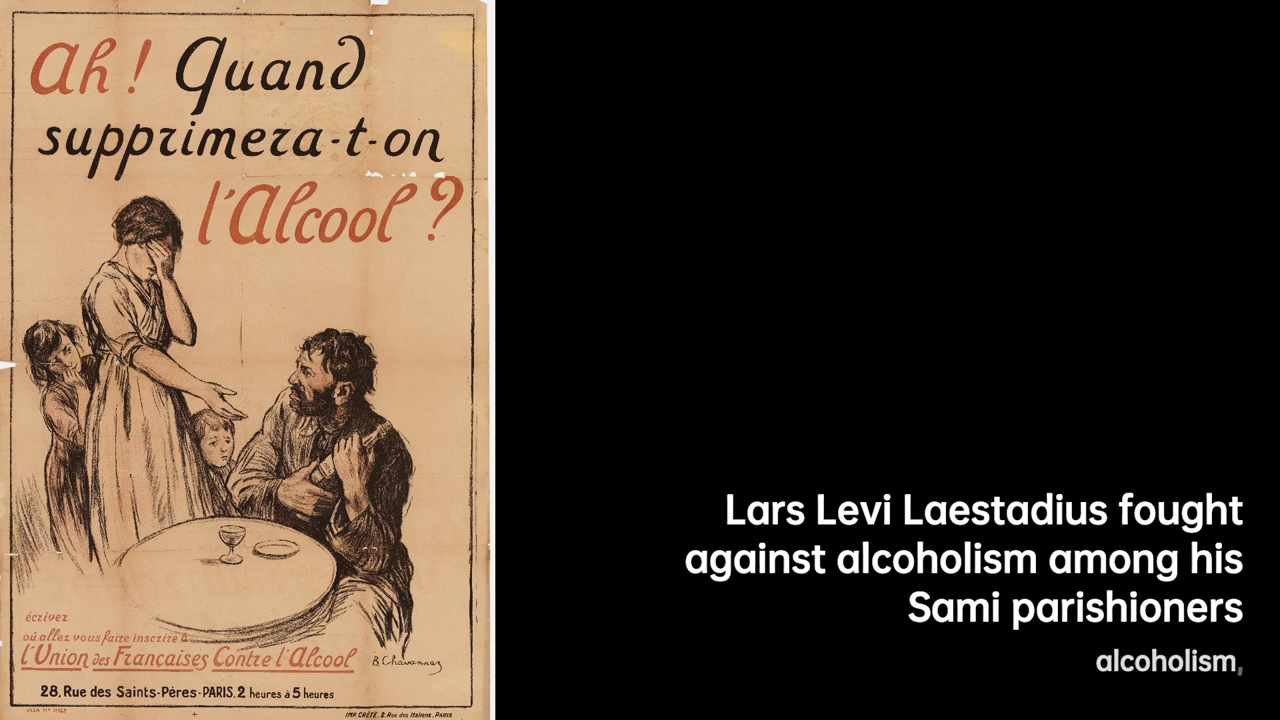 Ah! Quand
supprimera-t-on
l'Alcool?
écrivez
où allez vous faire inscrire à
l'Union des Françaises Contre l'Alcool
B. Chavannaz
28, Rue des Saints-Péres-PARIS. 2 heures à 5 heures
IMP. CRÉTÉ. 2 Rue des Italiens. PARIS
Lars Levi Laestadius fought
against alcoholism among his
Sami parishioners
alcoholism,